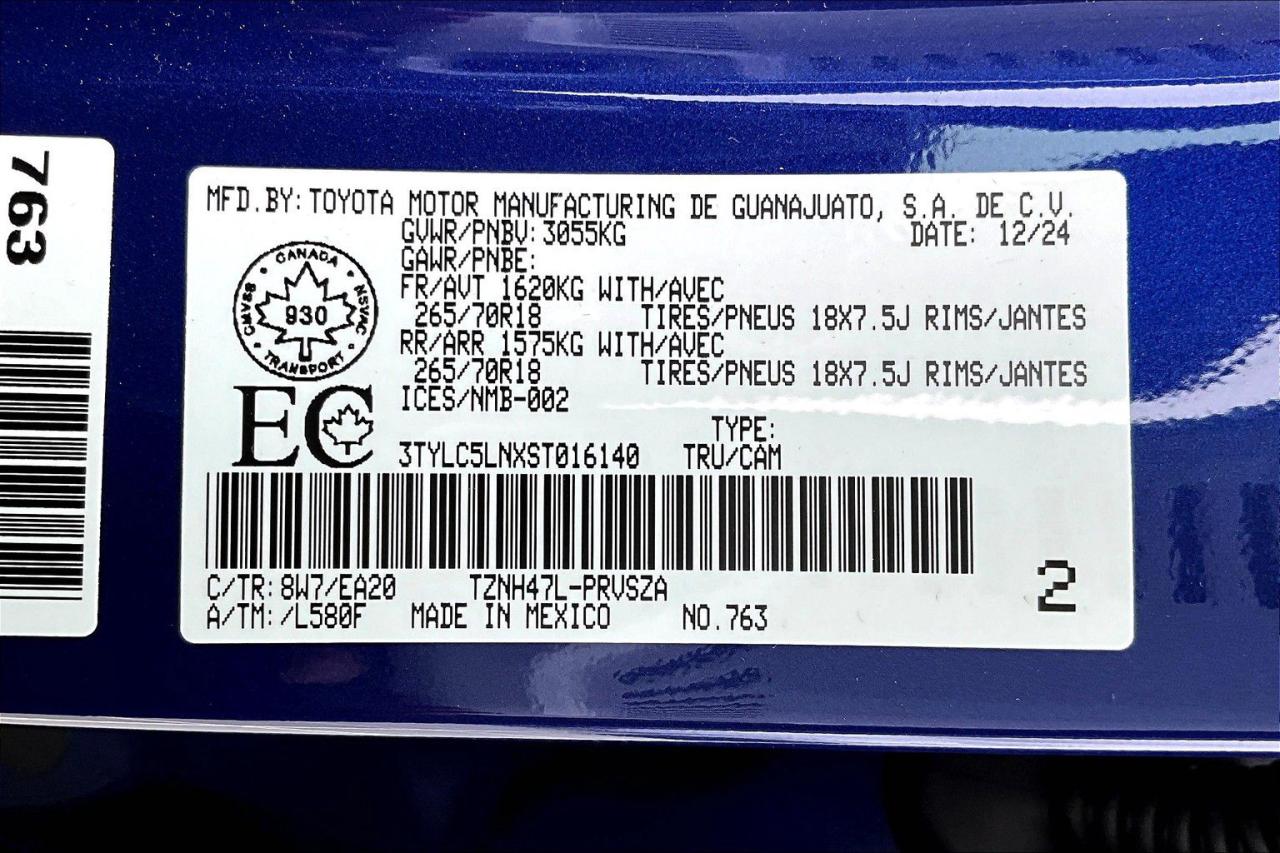 763
MFD.BY: TOYOTA MOTOR MANUFACTURING DE GUANAJUATO, S.A. DE C.V.
GVWR/PNBV: 3055KG DATE: 12/24
GAWR/PNBE:
FR/AVT 1620KG WITH/AVEC
265/70R18 TIRES/PNEUS 18X7.5J RIMS/JANTES
RR/ARR 1575KG WITH/AVEC
265/70R18 TIRES/PNEUS 18X7.5J RIMS/JANTES
ICES/NMB-002
CANADA
CMVSS NSVAC
930
TRANSPORT
EC
TYPE:
3TYLC5LNXST016140 TRU/CAM
C/TR: 8W7/EA20 TZNH47L-PRVSZA
A/TM: /L580F MADE IN MEXICO NO.763
2